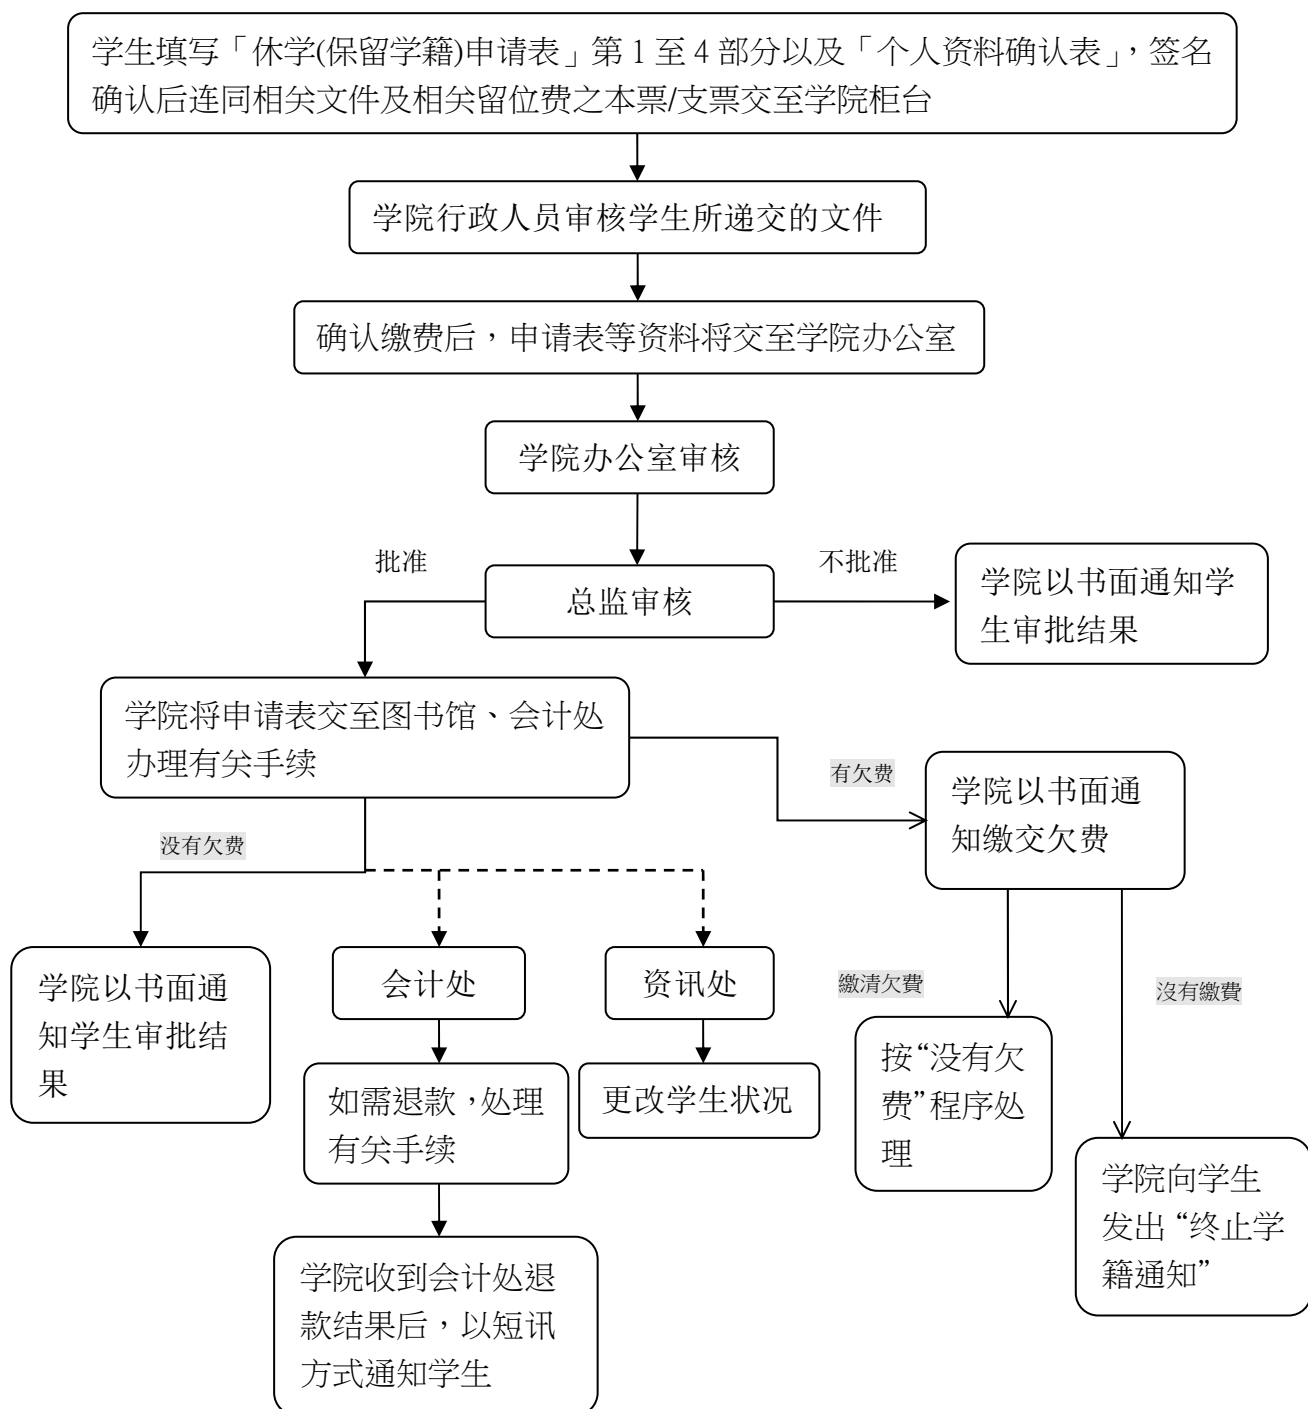 学生填写「休学(保留学籍)申请表」第 1 至 4 部分以及「个人资料确认表」，签名
确认后连同相关文件及相关留位费之本票/支票交至学院柜台
学院行政人员审核学生所递交的文件
确认缴费后，申请表等资料将交至学院办公室
学院办公室审核
批准
不批准
总监审核
学院以书面通知学
生审批结果
学院将申请表交至图书馆、会计处
办理有关手续
有欠费
学院以书面通
知缴交欠费
没有欠费
学院以书面通
知学生审批结
果
会计处
资讯处
繳清欠費
沒有繳費
如需退款，处理
有关手续
更改学生状况
按“没有欠
费”程序处
理
学院向学生
发出 “终止学
籍通知”
学院收到会计处退
款结果后，以短讯
方式通知学生